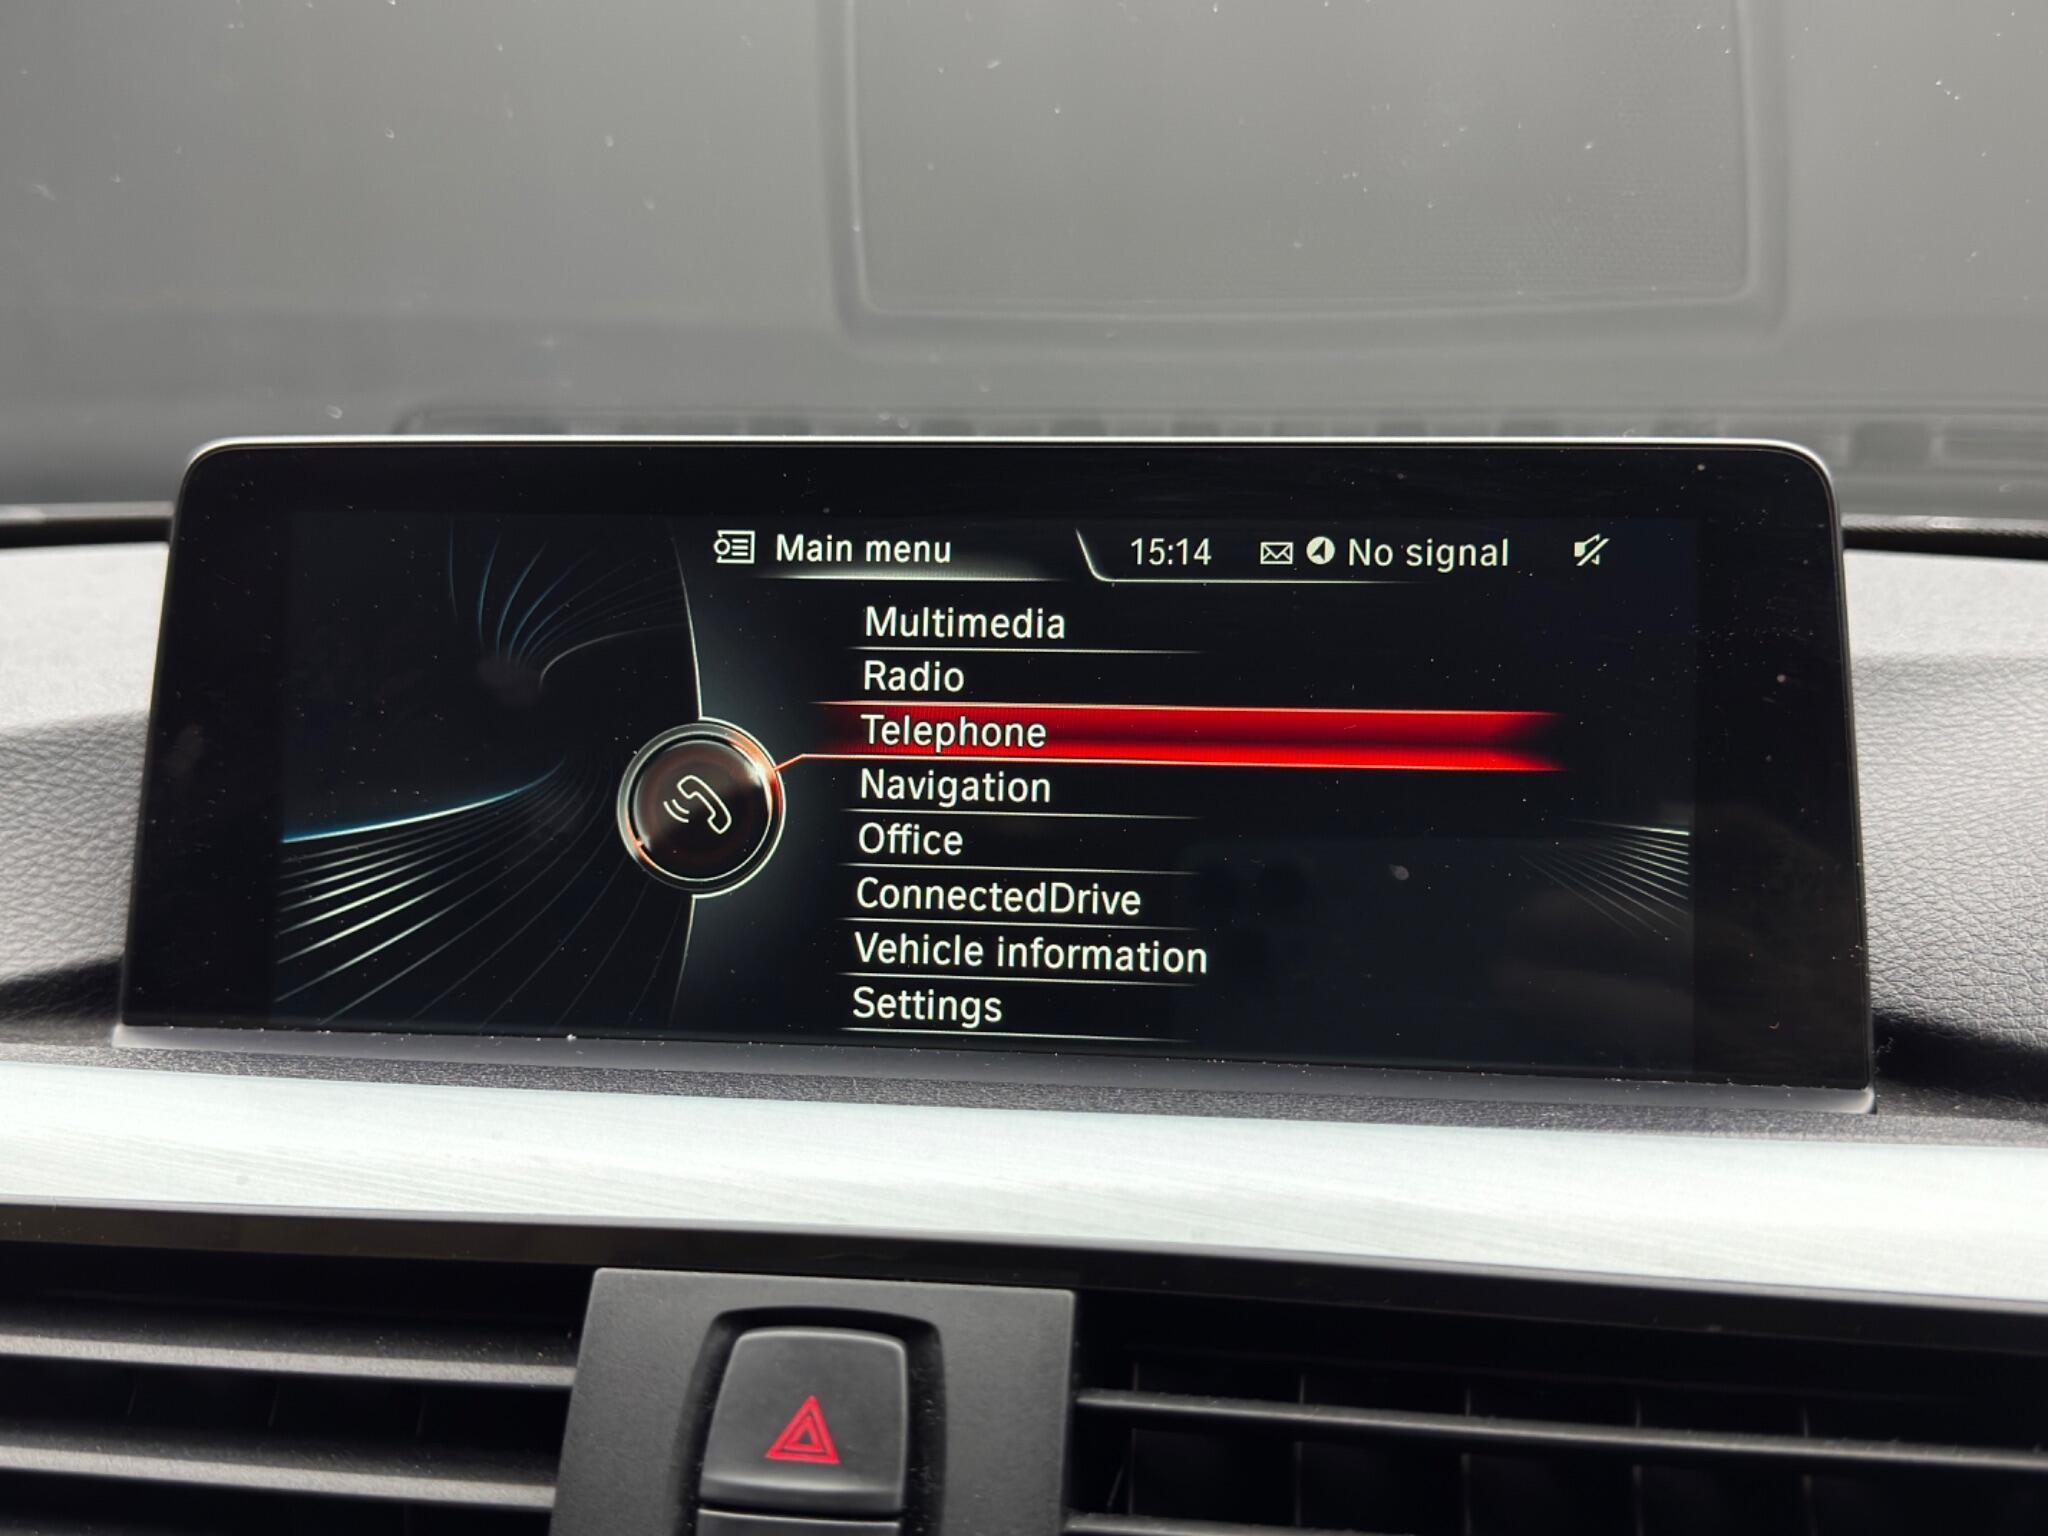 Main menu 15:14 No signal
Multimedia
Radio
Telephone
Navigation
Office
ConnectedDrive
Vehicle information
Settings